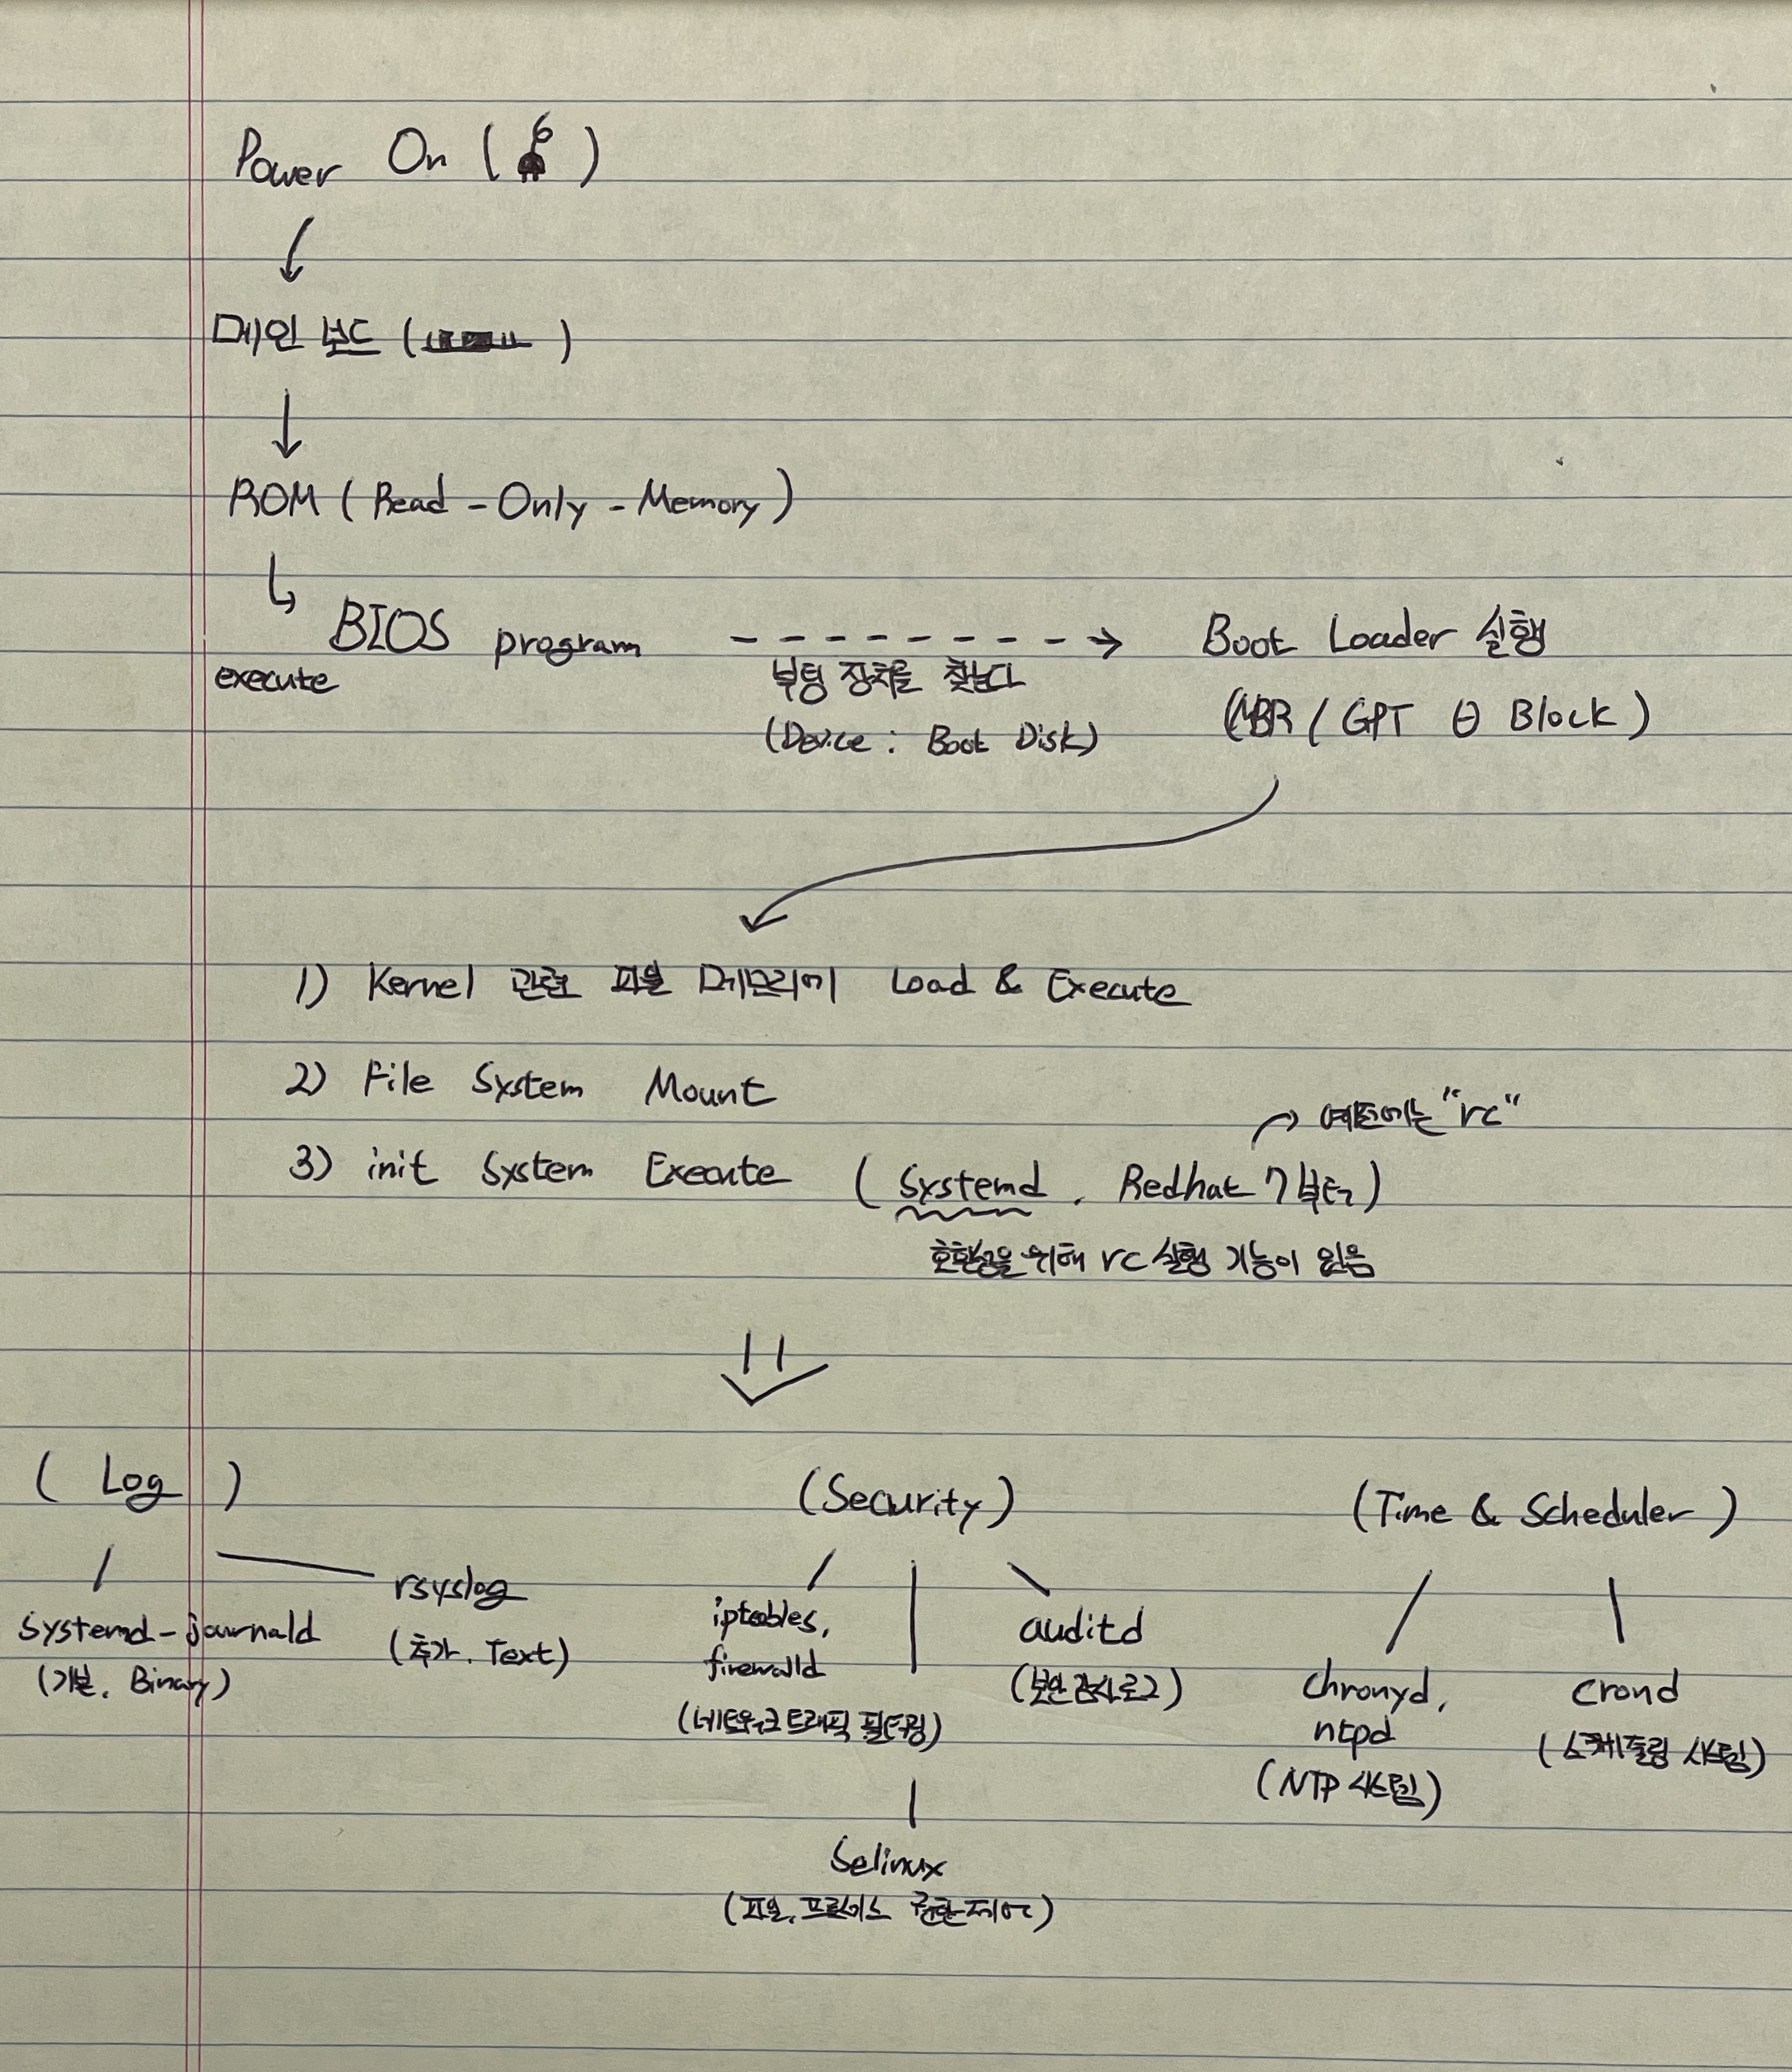 Power On ( )
메인 보드 ( )
ROM ( Read - Only - Memory )
BIOS program
execute
부팅 장치를 찾는다
(Device : Boot Disk)
Boot Loader 실행
(MBR / GPT Block)
1) Kernel 관련 파일 메모리에 Load & Execute
2) File System Mount
예전에는 "rc"
3) init System Execute ( Systemd , Redhat 7부터 )
호환성을 위해 rc 실행 기능이 있음
( Log )
systemd-journald
(기본, Binary)
rsyslog
(추가, Text)
(Security)
iptables,
firewalld
(네트워크 트래픽 필터링)
auditd
(보안감사로그)
Selinux
(파일, 프로세스 권한제어)
(Time & Scheduler )
chronyd,
ntpd
(NTP 시스템)
crond
(스케줄링 시스템)